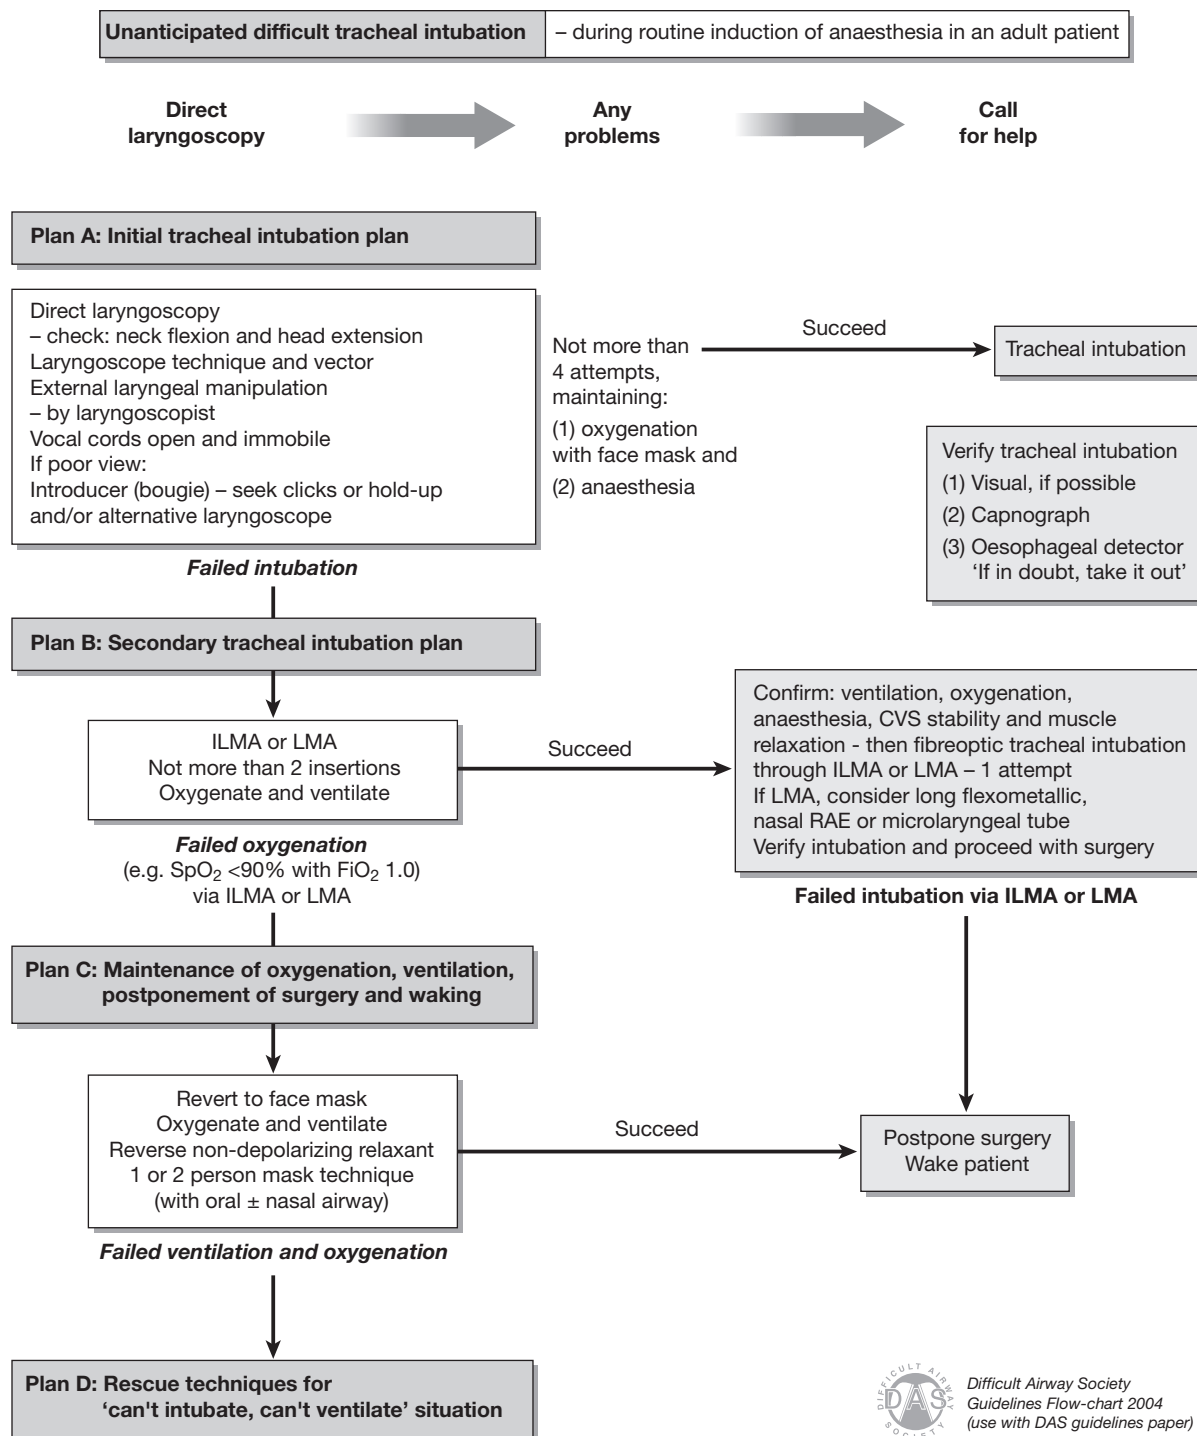 Unanticipated difficult tracheal intubation – during routine induction of anaesthesia in an adult patient
Direct
laryngoscopy
Any
problems
Call
for help
Plan A: Initial tracheal intubation plan
Direct laryngoscopy
– check: neck flexion and head extension
Laryngoscope technique and vector
External laryngeal manipulation
– by laryngoscopist
Vocal cords open and immobile
If poor view:
Introducer (bougie) – seek clicks or hold-up
and/or alternative laryngoscope
Not more than
4 attempts,
maintaining:
(1) oxygenation
with face mask and
(2) anaesthesia
Succeed
Tracheal intubation
Verify tracheal intubation
(1) Visual, if possible
(2) Capnograph
(3) Oesophageal detector
‘If in doubt, take it out’
Failed intubation
Plan B: Secondary tracheal intubation plan
ILMA or LMA
Not more than 2 insertions
Oxygenate and ventilate
Succeed
Confirm: ventilation, oxygenation,
anaesthesia, CVS stability and muscle
relaxation - then fibreoptic tracheal intubation
through ILMA or LMA – 1 attempt
If LMA, consider long flexometallic,
nasal RAE or microlaryngeal tube
Verify intubation and proceed with surgery
Failed oxygenation
(e.g. SpO₂ <90% with FiO₂ 1.0)
via ILMA or LMA
Failed intubation via ILMA or LMA
Plan C: Maintenance of oxygenation, ventilation,
postponement of surgery and waking
Revert to face mask
Oxygenate and ventilate
Reverse non-depolarizing relaxant
1 or 2 person mask technique
(with oral ± nasal airway)
Succeed
Postpone surgery
Wake patient
Failed ventilation and oxygenation
Plan D: Rescue techniques for
‘can't intubate, can't ventilate’ situation
DIFFICULT AIRWAY
DAS
SOCIETY
Difficult Airway Society
Guidelines Flow-chart 2004
(use with DAS guidelines paper)